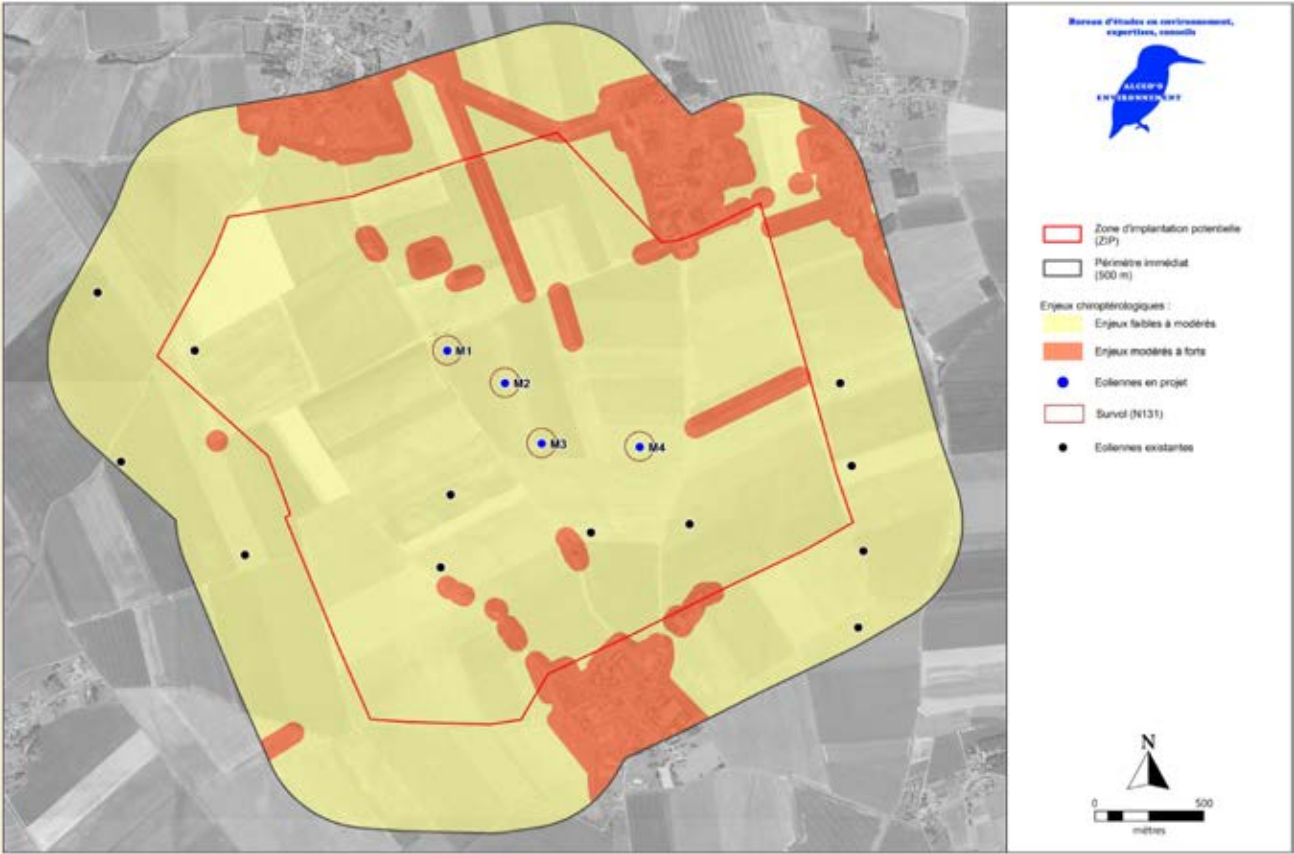 Bureau d'études en environnement,
expertises, conseils
ALCED'O
ENVIRONNEMENT
Zone d'implantation potentielle
(ZIP)
Périmètre immédiat
(500 m)
Enjeux chiroptérologiques :
Enjeux faibles à modérés
Enjeux modérés à forts
Eoliennes en projet
Survol (N131)
Eoliennes existantes
M1
M2
M3
M4
N
0 500
mètres